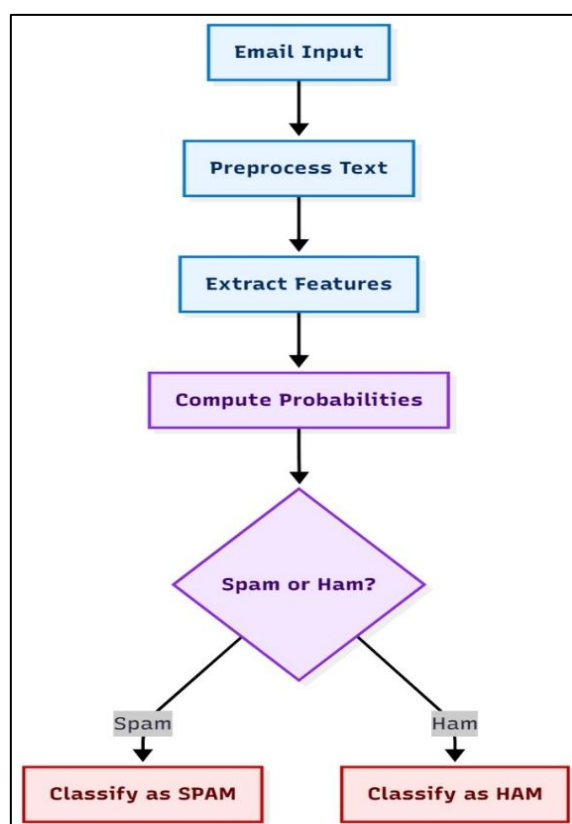 Email Input
Preprocess Text
Extract Features
Compute Probabilities
Spam or Ham?
Spam
Ham
Classify as SPAM
Classify as HAM